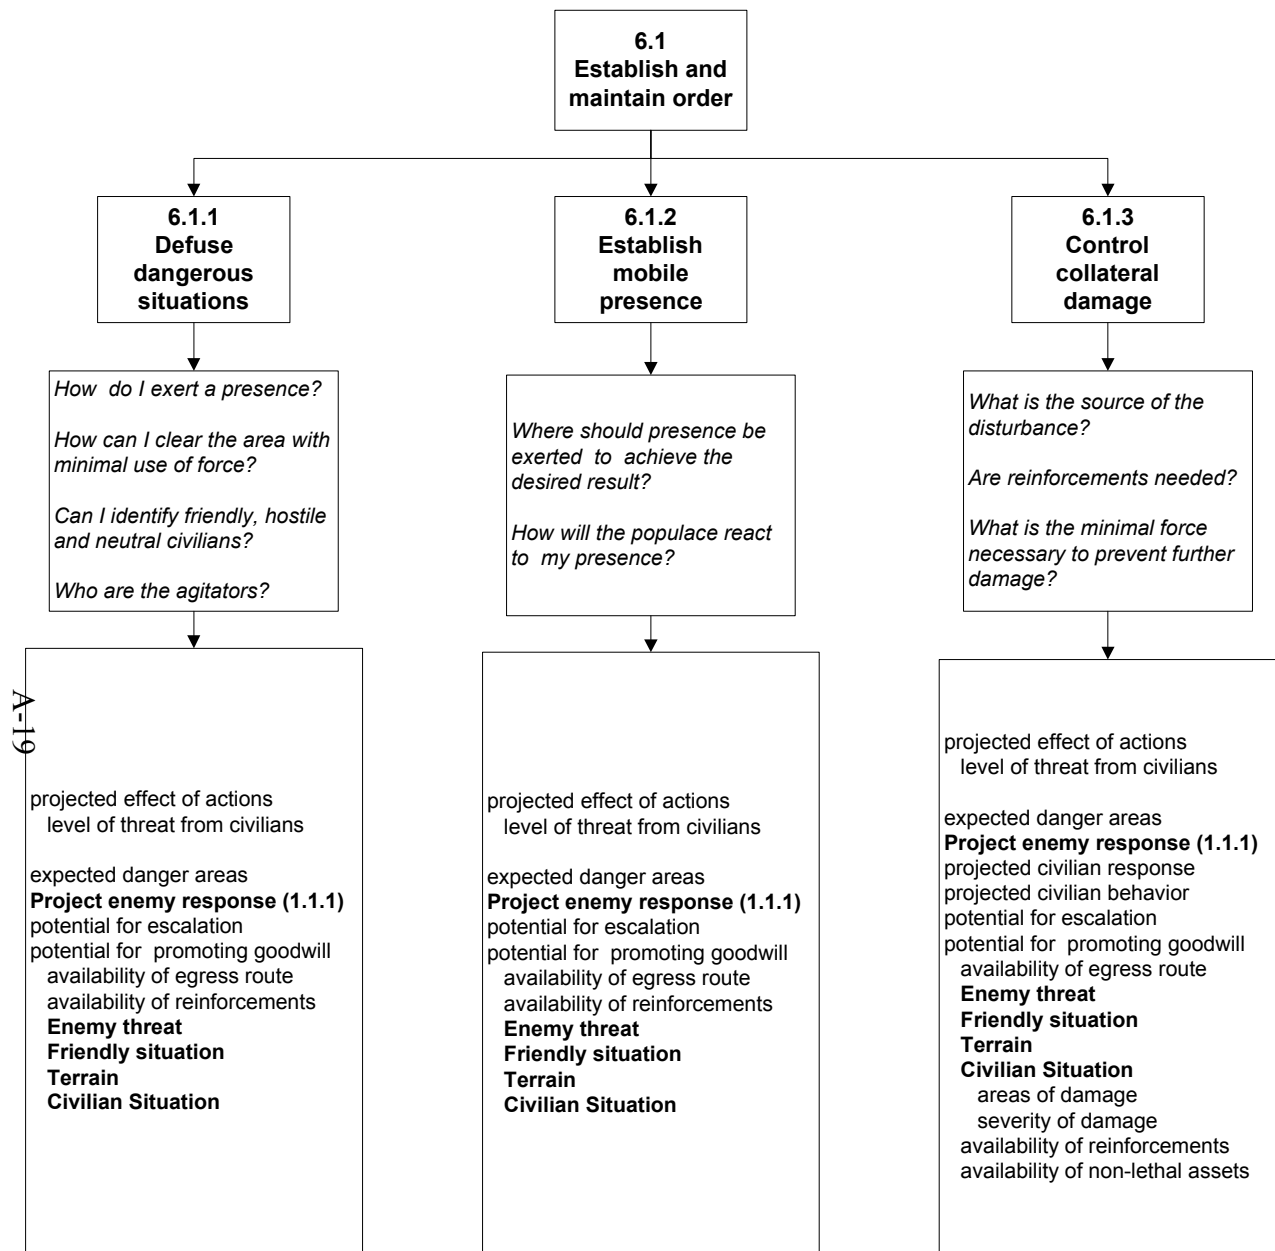 6.1
Establish and
maintain order
6.1.1
Defuse
dangerous
situations
6.1.2
Establish
mobile
presence
6.1.3
Control
collateral
damage
How do I exert a presence?
How can I clear the area with
minimal use of force?
Can I identify friendly, hostile
and neutral civilians?
Who are the agitators?
Where should presence be
exerted to achieve the
desired result?
How will the populace react
to my presence?
What is the source of the
disturbance?
Are reinforcements needed?
What is the minimal force
necessary to prevent further
damage?
A-19
projected effect of actions
level of threat from civilians
expected danger areas
Project enemy response (1.1.1)
potential for escalation
potential for promoting goodwill
availability of egress route
availability of reinforcements
Enemy threat
Friendly situation
Terrain
Civilian Situation
projected effect of actions
level of threat from civilians
expected danger areas
Project enemy response (1.1.1)
potential for escalation
potential for promoting goodwill
availability of egress route
availability of reinforcements
Enemy threat
Friendly situation
Terrain
Civilian Situation
projected effect of actions
level of threat from civilians
expected danger areas
Project enemy response (1.1.1)
projected civilian response
projected civilian behavior
potential for escalation
potential for promoting goodwill
availability of egress route
Enemy threat
Friendly situation
Terrain
Civilian Situation
areas of damage
severity of damage
availability of reinforcements
availability of non-lethal assets